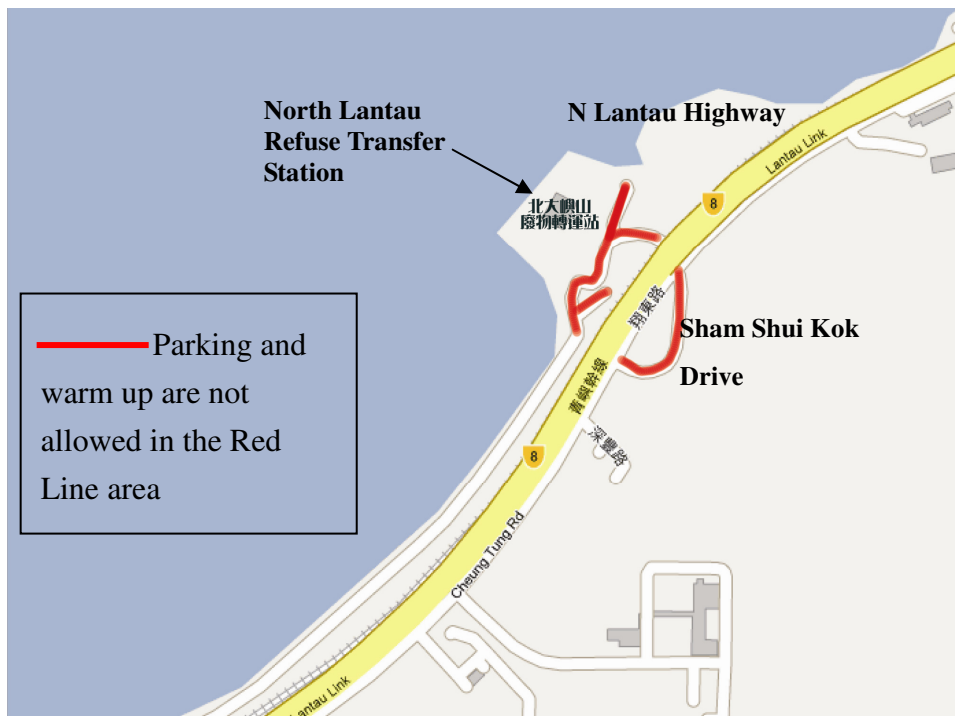 North Lantau
Refuse Transfer
Station
N Lantau Highway
Lantau Link
8
北大嶼山
廢物轉運站
翔東路
Sham Shui Kok
Drive
青嶼幹線
深豐路
8
Cheung Tung Rd
Lantau Link
Parking and
warm up are not
allowed in the Red
Line area